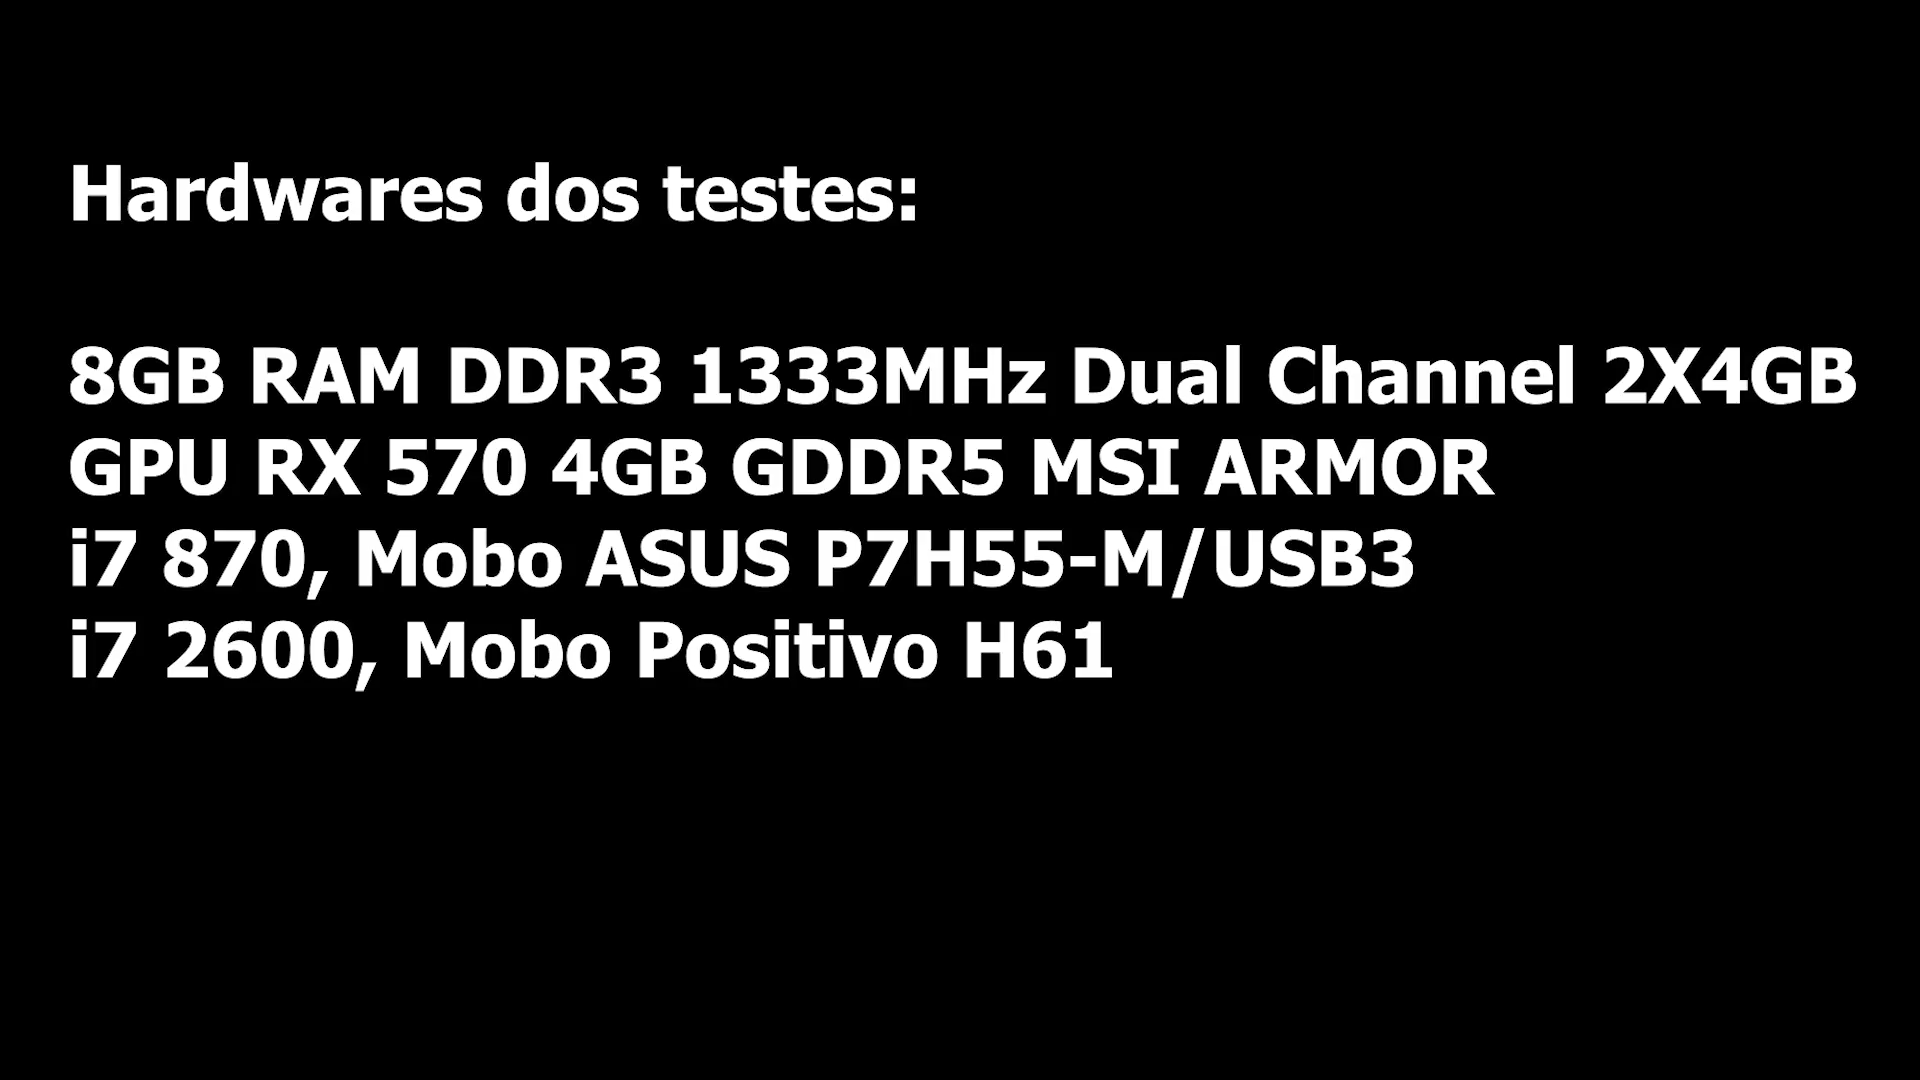 Hardwares dos testes:
8GB RAM DDR3 1333MHz Dual Channel 2X4GB
GPU RX 570 4GB GDDR5 MSI ARMOR
i7 870, Mobo ASUS P7H55-M/USB3
i7 2600, Mobo Positivo H61